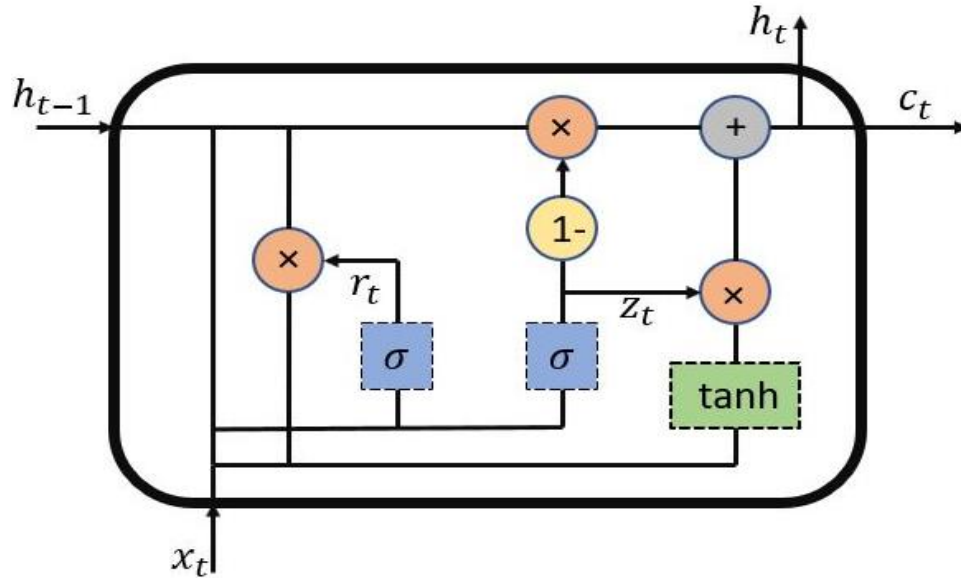 h_t
h_{t-1}
c_t
×
+
1-
×
r_t
z_t
×
σ
σ
tanh
x_t